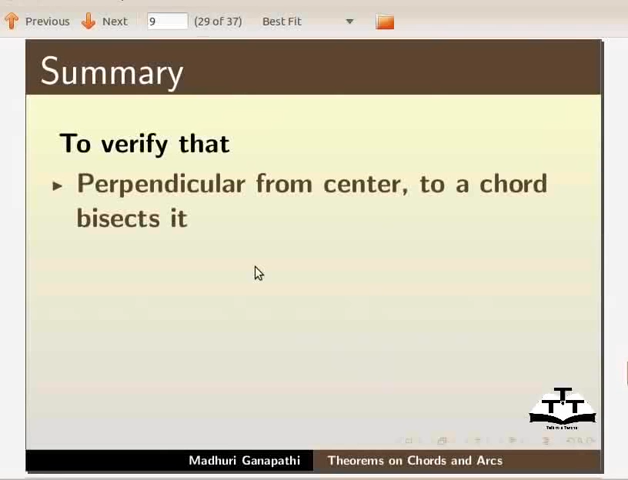 Previous Next 9 (29 of 37) Best Fit
Summary
To verify that
Perpendicular from center, to a chord
bisects it
TTT
Madhuri Ganapathi Theorems on Chords and Arcs